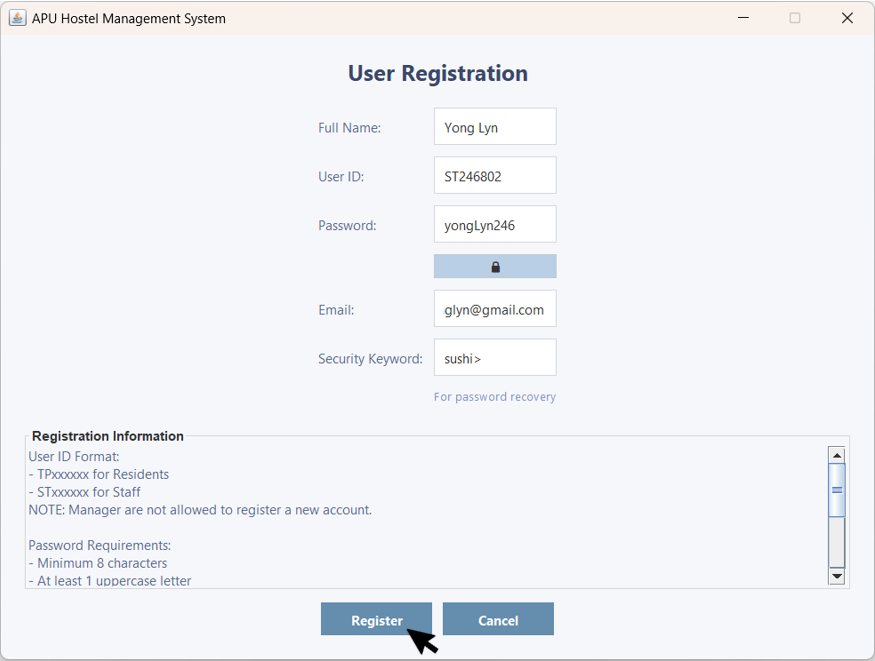 APU Hostel Management System
User Registration
Full Name: Yong Lyn
User ID: ST246802
Password: yongLyn246
Email: glyn@gmail.com
Security Keyword: sushi>
For password recovery
Registration Information
User ID Format:
- TPxxxxxx for Residents
- STxxxxxx for Staff
NOTE: Manager are not allowed to register a new account.
Password Requirements:
- Minimum 8 characters
- At least 1 uppercase letter
Register Cancel